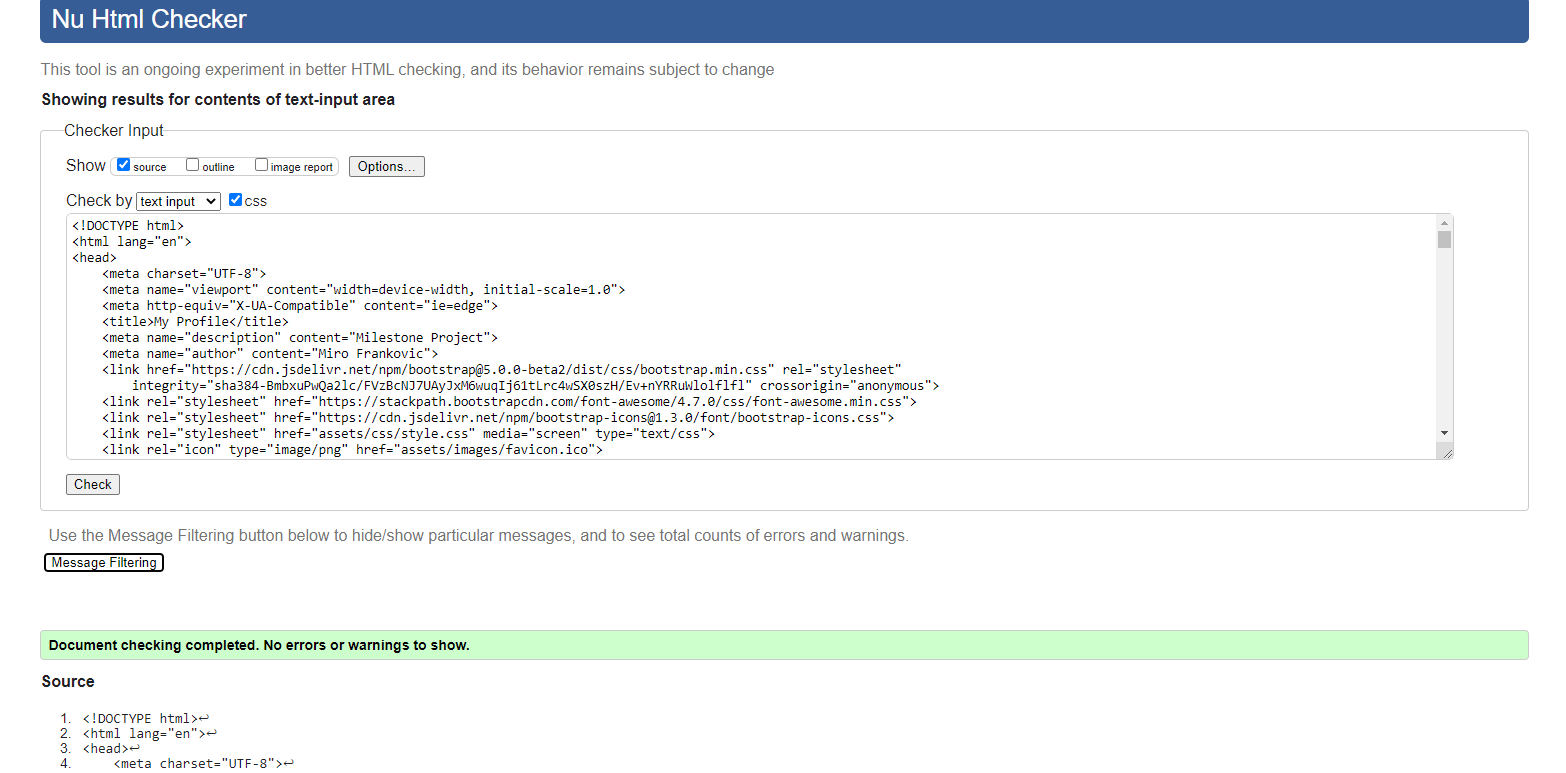 Nu Html Checker
This tool is an ongoing experiment in better HTML checking, and its behavior remains subject to change
Showing results for contents of text-input area
Checker Input
Show source outline image report Options...
Check by text input css
<!DOCTYPE html>
<html lang="en">
<head>
    <meta charset="UTF-8">
    <meta name="viewport" content="width=device-width, initial-scale=1.0">
    <meta http-equiv="X-UA-Compatible" content="ie=edge">
    <title>My Profile</title>
    <meta name="description" content="Milestone Project">
    <meta name="author" content="Miro Frankovic">
    <link href="https://cdn.jsdelivr.net/npm/bootstrap@5.0.0-beta2/dist/css/bootstrap.min.css" rel="stylesheet"
        integrity="sha384-BmbxuPwQa2lc/FVzBcNJ7UAyJxM6wuqIj61tLrc4wSX0szH/Ev+nYRRuWlolflfl" crossorigin="anonymous">
    <link rel="stylesheet" href="https://stackpath.bootstrapcdn.com/font-awesome/4.7.0/css/font-awesome.min.css">
    <link rel="stylesheet" href="https://cdn.jsdelivr.net/npm/bootstrap-icons@1.3.0/font/bootstrap-icons.css">
    <link rel="stylesheet" href="assets/css/style.css" media="screen" type="text/css">
    <link rel="icon" type="image/png" href="assets/images/favicon.ico">
Check
Use the Message Filtering button below to hide/show particular messages, and to see total counts of errors and warnings.
Message Filtering
Document checking completed. No errors or warnings to show.
Source
1. <!DOCTYPE html>↩
2. <html lang="en">↩
3. <head>↩
4.     <meta charset="UTF-8">↩